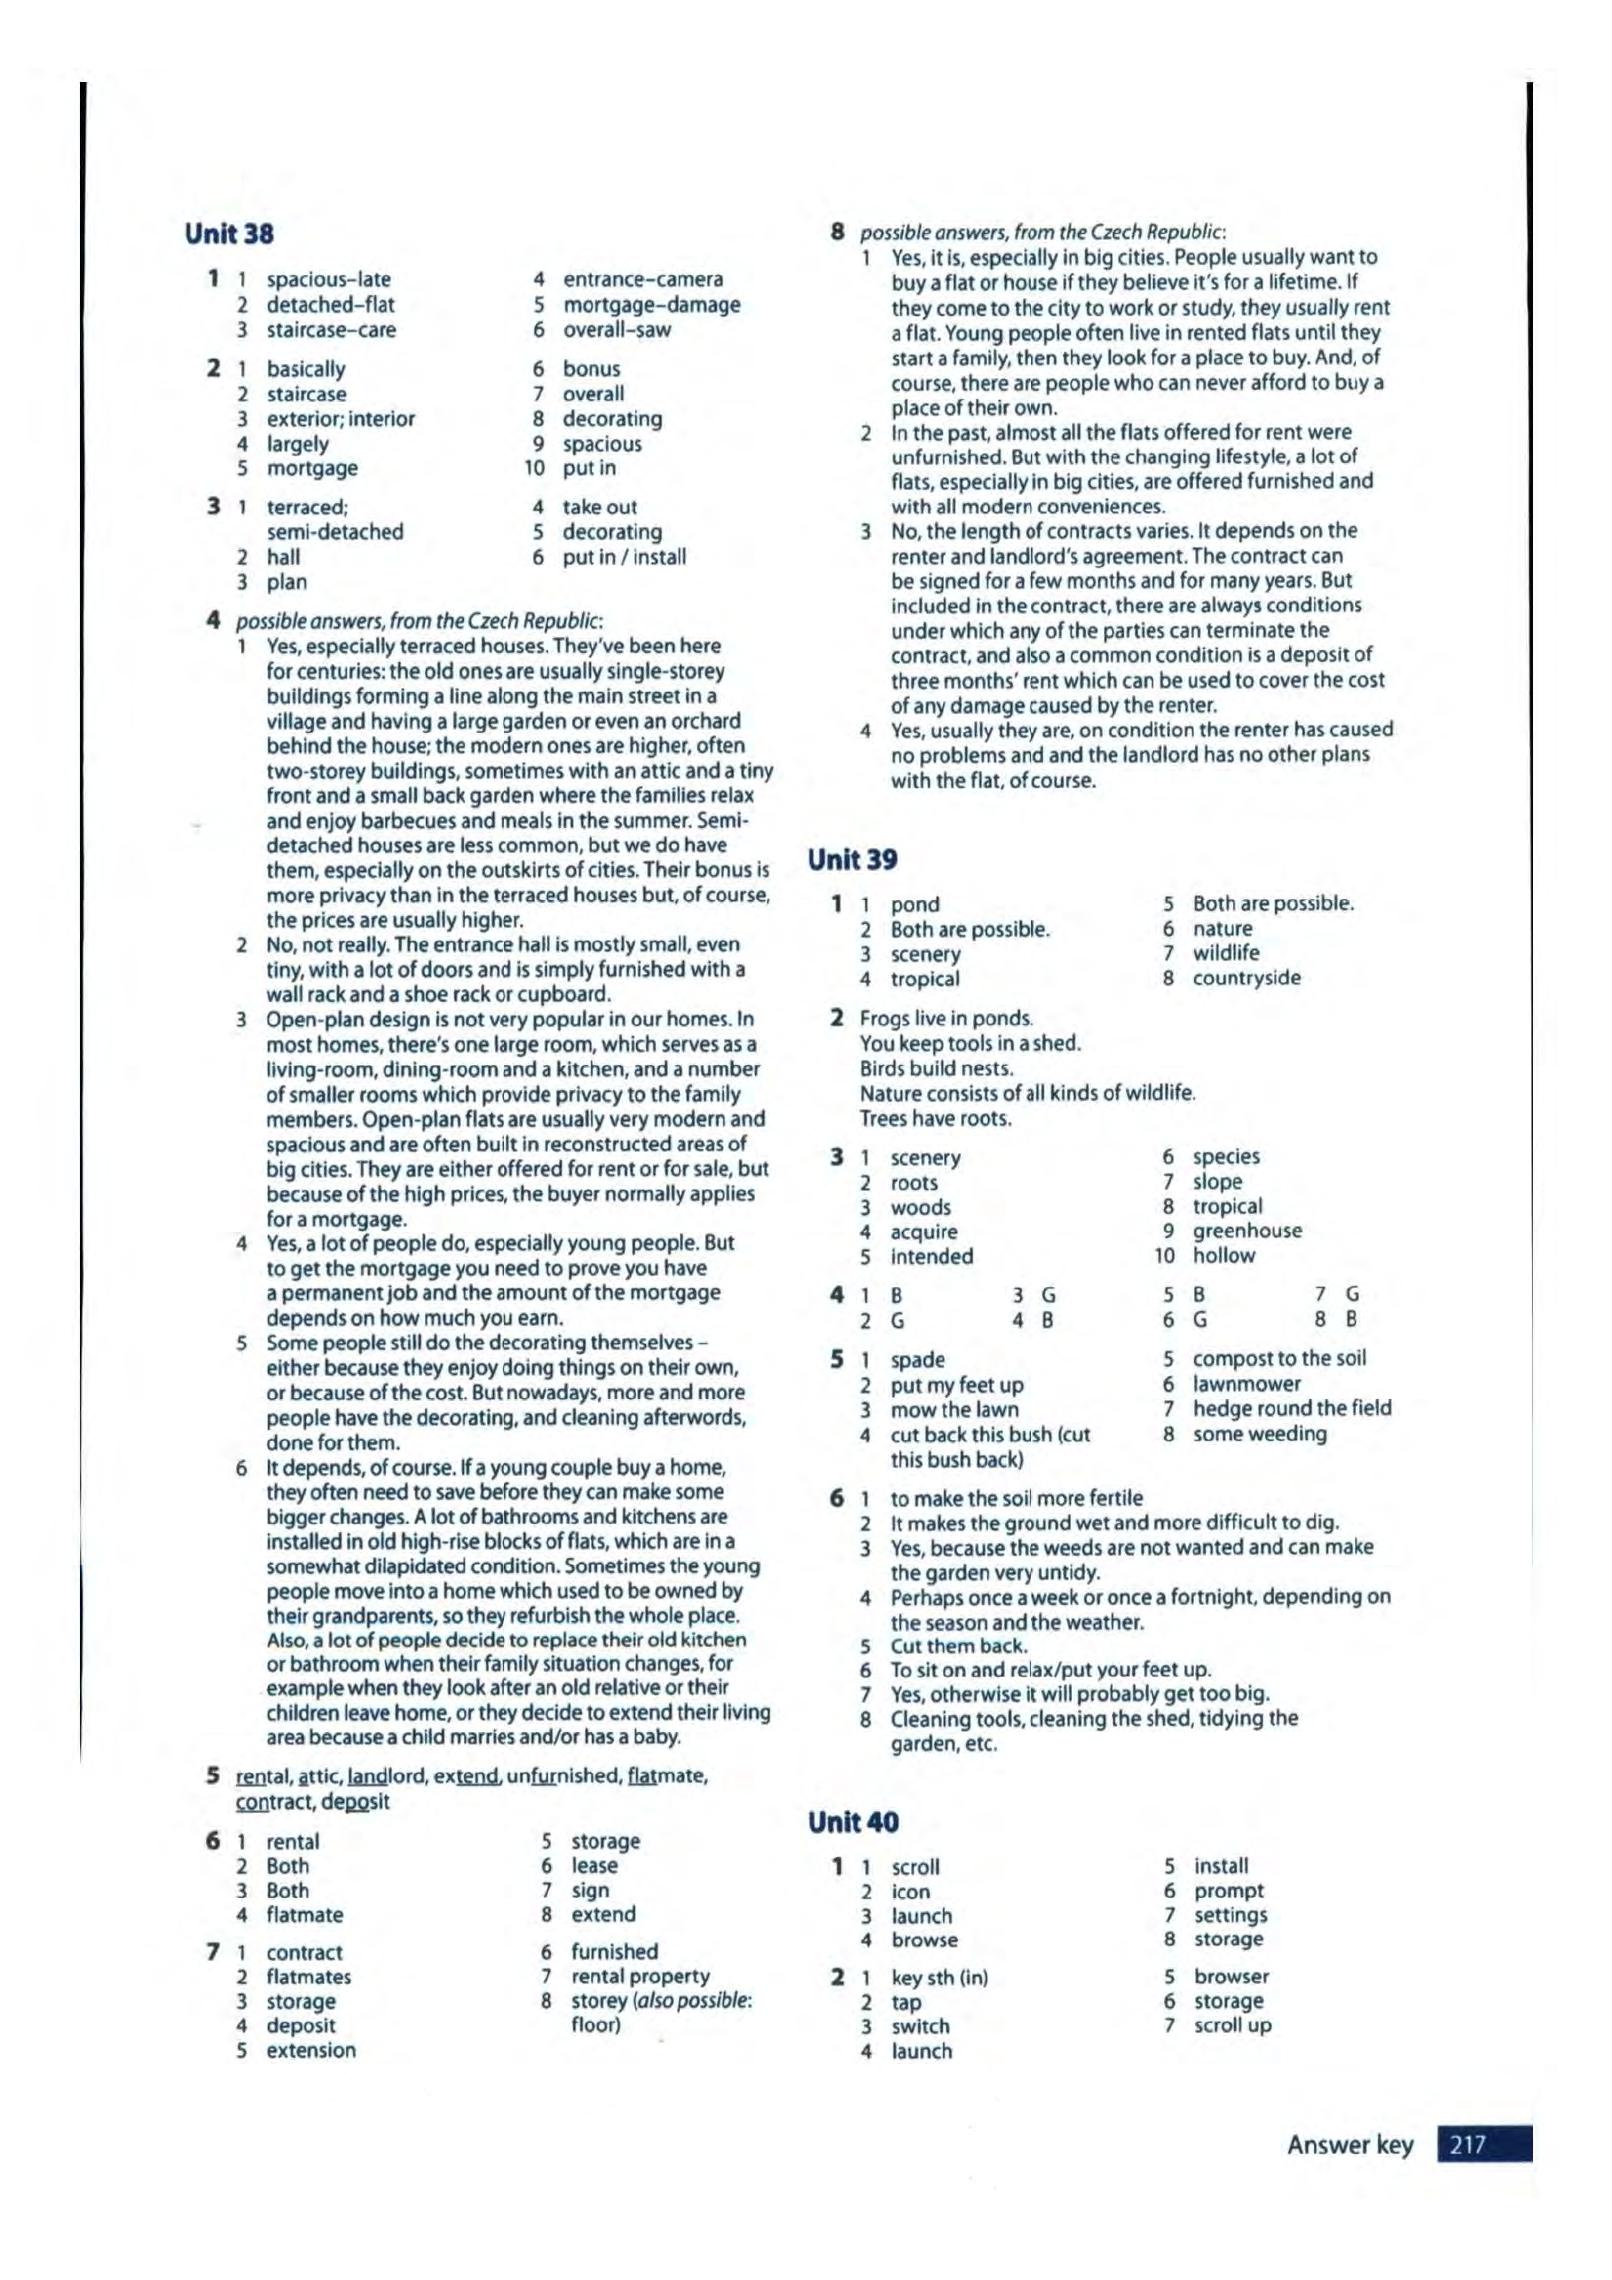 Unit 38
1 1 spacious–late 4 entrance–camera
2 detached–flat 5 mortgage–damage
3 staircase–care 6 overall–saw
2 1 basically 6 bonus
2 staircase 7 overall
3 exterior; interior 8 decorating
4 largely 9 spacious
5 mortgage 10 put in
3 1 terraced; 4 take out
semi-detached 5 decorating
2 hall 6 put in / install
3 plan
4 possible answers, from the Czech Republic:
1 Yes, especially terraced houses. They've been here
for centuries: the old ones are usually single-storey
buildings forming a line along the main street in a
village and having a large garden or even an orchard
behind the house; the modern ones are higher, often
two-storey buildings, sometimes with an attic and a tiny
front and a small back garden where the families relax
and enjoy barbecues and meals in the summer. Semi-
detached houses are less common, but we do have
them, especially on the outskirts of cities. Their bonus is
more privacy than in the terraced houses but, of course,
the prices are usually higher.
2 No, not really. The entrance hall is mostly small, even
tiny, with a lot of doors and is simply furnished with a
wall rack and a shoe rack or cupboard.
3 Open-plan design is not very popular in our homes. In
most homes, there's one large room, which serves as a
living-room, dining-room and a kitchen, and a number
of smaller rooms which provide privacy to the family
members. Open-plan flats are usually very modern and
spacious and are often built in reconstructed areas of
big cities. They are either offered for rent or for sale, but
because of the high prices, the buyer normally applies
for a mortgage.
4 Yes, a lot of people do, especially young people. But
to get the mortgage you need to prove you have
a permanent job and the amount of the mortgage
depends on how much you earn.
5 Some people still do the decorating themselves –
either because they enjoy doing things on their own,
or because of the cost. But nowadays, more and more
people have the decorating, and cleaning afterwords,
done for them.
6 It depends, of course. If a young couple buy a home,
they often need to save before they can make some
bigger changes. A lot of bathrooms and kitchens are
installed in old high-rise blocks of flats, which are in a
somewhat dilapidated condition. Sometimes the young
people move into a home which used to be owned by
their grandparents, so they refurbish the whole place.
Also, a lot of people decide to replace their old kitchen
or bathroom when their family situation changes, for
example when they look after an old relative or their
children leave home, or they decide to extend their living
area because a child marries and/or has a baby.
5 rental, attic, landlord, extend, unfurnished, flatmate,
contract, deposit
6 1 rental 5 storage
2 Both 6 lease
3 Both 7 sign
4 flatmate 8 extend
7 1 contract 6 furnished
2 flatmates 7 rental property
3 storage 8 storey (also possible:
4 deposit floor)
5 extension
8 possible answers, from the Czech Republic:
1 Yes, it is, especially in big cities. People usually want to
buy a flat or house if they believe it's for a lifetime. If
they come to the city to work or study, they usually rent
a flat. Young people often live in rented flats until they
start a family, then they look for a place to buy. And, of
course, there are people who can never afford to buy a
place of their own.
2 In the past, almost all the flats offered for rent were
unfurnished. But with the changing lifestyle, a lot of
flats, especially in big cities, are offered furnished and
with all modern conveniences.
3 No, the length of contracts varies. It depends on the
renter and landlord's agreement. The contract can
be signed for a few months and for many years. But
included in the contract, there are always conditions
under which any of the parties can terminate the
contract, and also a common condition is a deposit of
three months' rent which can be used to cover the cost
of any damage caused by the renter.
4 Yes, usually they are, on condition the renter has caused
no problems and and the landlord has no other plans
with the flat, of course.
Unit 39
1 1 pond 5 Both are possible.
2 Both are possible. 6 nature
3 scenery 7 wildlife
4 tropical 8 countryside
2 Frogs live in ponds.
You keep tools in a shed.
Birds build nests.
Nature consists of all kinds of wildlife.
Trees have roots.
3 1 scenery 6 species
2 roots 7 slope
3 woods 8 tropical
4 acquire 9 greenhouse
5 intended 10 hollow
4 1 B 3 G 5 B 7 G
2 G 4 B 6 G 8 B
5 1 spade 5 compost to the soil
2 put my feet up 6 lawnmower
3 mow the lawn 7 hedge round the field
4 cut back this bush (cut 8 some weeding
this bush back)
6 1 to make the soil more fertile
2 It makes the ground wet and more difficult to dig.
3 Yes, because the weeds are not wanted and can make
the garden very untidy.
4 Perhaps once a week or once a fortnight, depending on
the season and the weather.
5 Cut them back.
6 To sit on and relax/put your feet up.
7 Yes, otherwise it will probably get too big.
8 Cleaning tools, cleaning the shed, tidying the
garden, etc.
Unit 40
1 1 scroll 5 install
2 icon 6 prompt
3 launch 7 settings
4 browse 8 storage
2 1 key sth (in) 5 browser
2 tap 6 storage
3 switch 7 scroll up
4 launch
Answer key 217